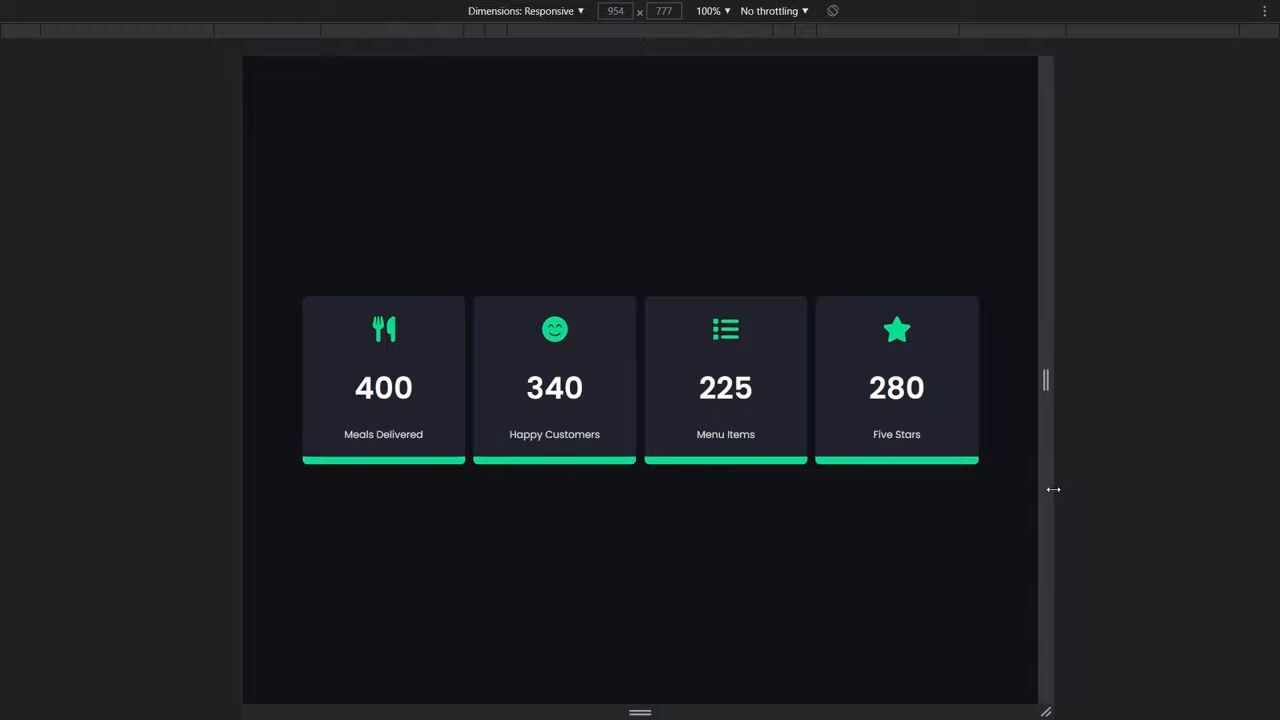 Dimensions: Responsive ▼ 954 × 777 100% ▼ No throttling ▼
400 340 225 280
Meals Delivered Happy Customers Menu Items Five Stars